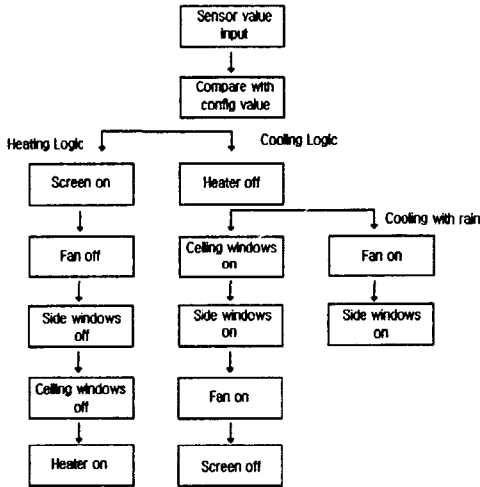 Sensor value
input
Compare with
config value
Heating Logic
Cooling Logic
Screen on
Heater off
Cooling with rain
Fan off
Celling windows
on
Fan on
Side windows
off
Side windows
on
Side windows
on
Celling windows
off
Fan on
Heater on
Screen off